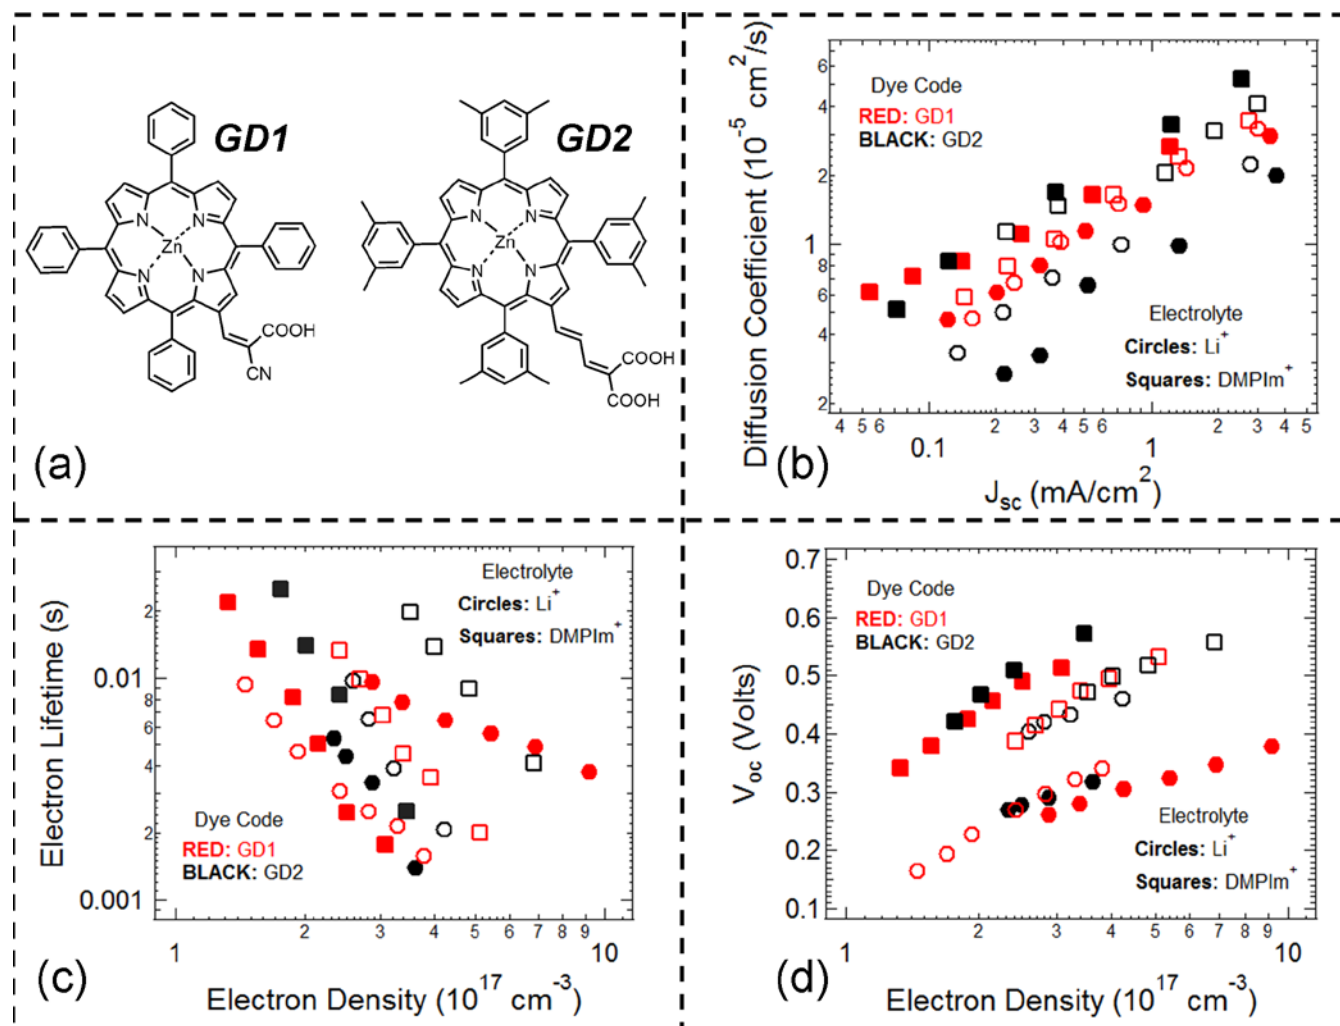 GD1
GD2
N
N
Zn
N
N
COOH
CN
N
N
Zn
N
N
COOH
COOH
(a)
Diffusion Coefficient (10⁻⁵ cm²/s)
6
4
2
1
8
6
4
2
Dye Code
RED: GD1
BLACK: GD2
Electrolyte
Circles: Li⁺
Squares: DMPIm⁺
4 5 6 2 3 4 5 6 2 3 4 5
0.1 1
J_sc (mA/cm²)
(b)
Electron Lifetime (s)
2
0.01
8
6
4
2
0.001
Electrolyte
Circles: Li⁺
Squares: DMPIm⁺
Dye Code
RED: GD1
BLACK: GD2
2 3 4 5 6 7 8 9
1 10
Electron Density (10¹⁷ cm⁻³)
(c)
V_oc (Volts)
0.7
0.6
0.5
0.4
0.3
0.2
0.1
Dye Code
RED: GD1
BLACK: GD2
Electrolyte
Circles: Li⁺
Squares: DMPIm⁺
2 3 4 5 6 7 8 9
1 10
Electron Density (10¹⁷ cm⁻³)
(d)